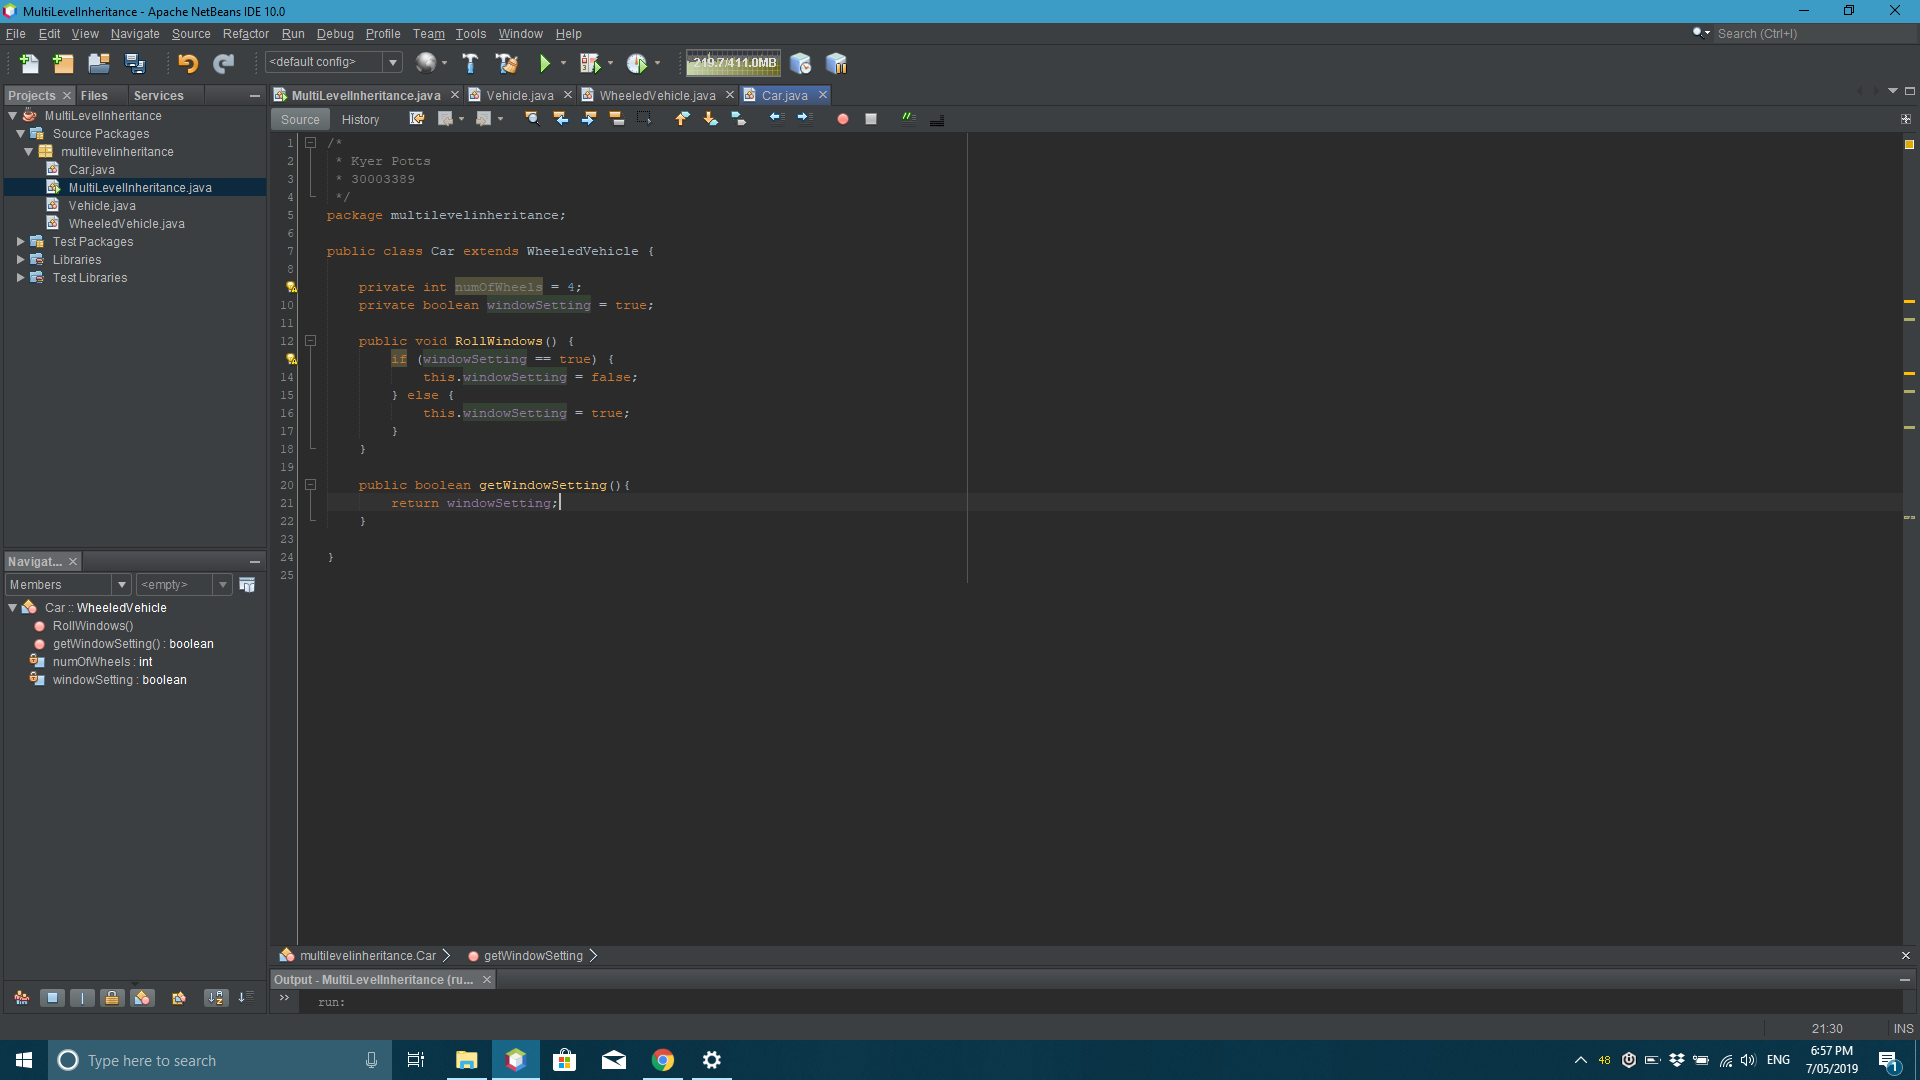 MultiLevelInheritance - Apache NetBeans IDE 10.0
File Edit View Navigate Source Refactor Run Debug Profile Team Tools Window Help
Search (Ctrl+I)
<default config>
219.7/411.0MB
Projects Files Services
MultiLevelInheritance.java Vehicle.java WheeledVehicle.java Car.java
Source History
MultiLevelInheritance
Source Packages
multilevelinheritance
Car.java
MultiLevelInheritance.java
Vehicle.java
WheeledVehicle.java
Test Packages
Libraries
Test Libraries
1 /*
2 * Kyer Potts
3 * 30003389
4 */
5 package multilevelinheritance;
6
7 public class Car extends WheeledVehicle {
8
private int numOfWheels = 4;
10 private boolean windowSetting = true;
11
12 public void RollWindows() {
if (windowSetting == true) {
14 this.windowSetting = false;
15 } else {
16 this.windowSetting = true;
17 }
18 }
19
20 public boolean getWindowSetting(){
21 return windowSetting;
22 }
23
24 }
25
Navigat...
Members <empty>
Car :: WheeledVehicle
RollWindows()
getWindowSetting() : boolean
numOfWheels : int
windowSetting : boolean
multilevelinheritance.Car getWindowSetting
Output - MultiLevelInheritance (ru...
run:
21:30 INS
Type here to search
48 ENG
6:57 PM
7/05/2019
1